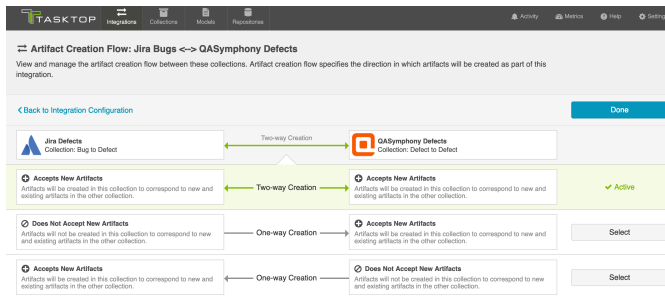 TASKTOP
Integrations
Collections
Models
Repositories
Activity
Metrics
Help
Setting
Artifact Creation Flow: Jira Bugs <--> QASymphony Defects
View and manage the artifact creation flow between these collections. Artifact creation flow specifies the direction in which artifacts will be created as part of this
integration.
Back to Integration Configuration
Done
Jira Defects
Collection: Bug to Defect
Two-way Creation
QASymphony Defects
Collection: Defect to Defect
Accepts New Artifacts
Artifacts will be created in this collection to correspond to new and
existing artifacts in the other collection.
Two-way Creation
Accepts New Artifacts
Artifacts will be created in this collection to correspond to new and
existing artifacts in the other collection.
Active
Does Not Accept New Artifacts
Artifacts will not be created in this collection to correspond to new
and existing artifacts in the other collection.
One-way Creation
Accepts New Artifacts
Artifacts will be created in this collection to correspond to new and
existing artifacts in the other collection.
Select
Accepts New Artifacts
Artifacts will be created in this collection to correspond to new and
existing artifacts in the other collection.
One-way Creation
Does Not Accept New Artifacts
Artifacts will not be created in this collection to correspond to new
and existing artifacts in the other collection.
Select